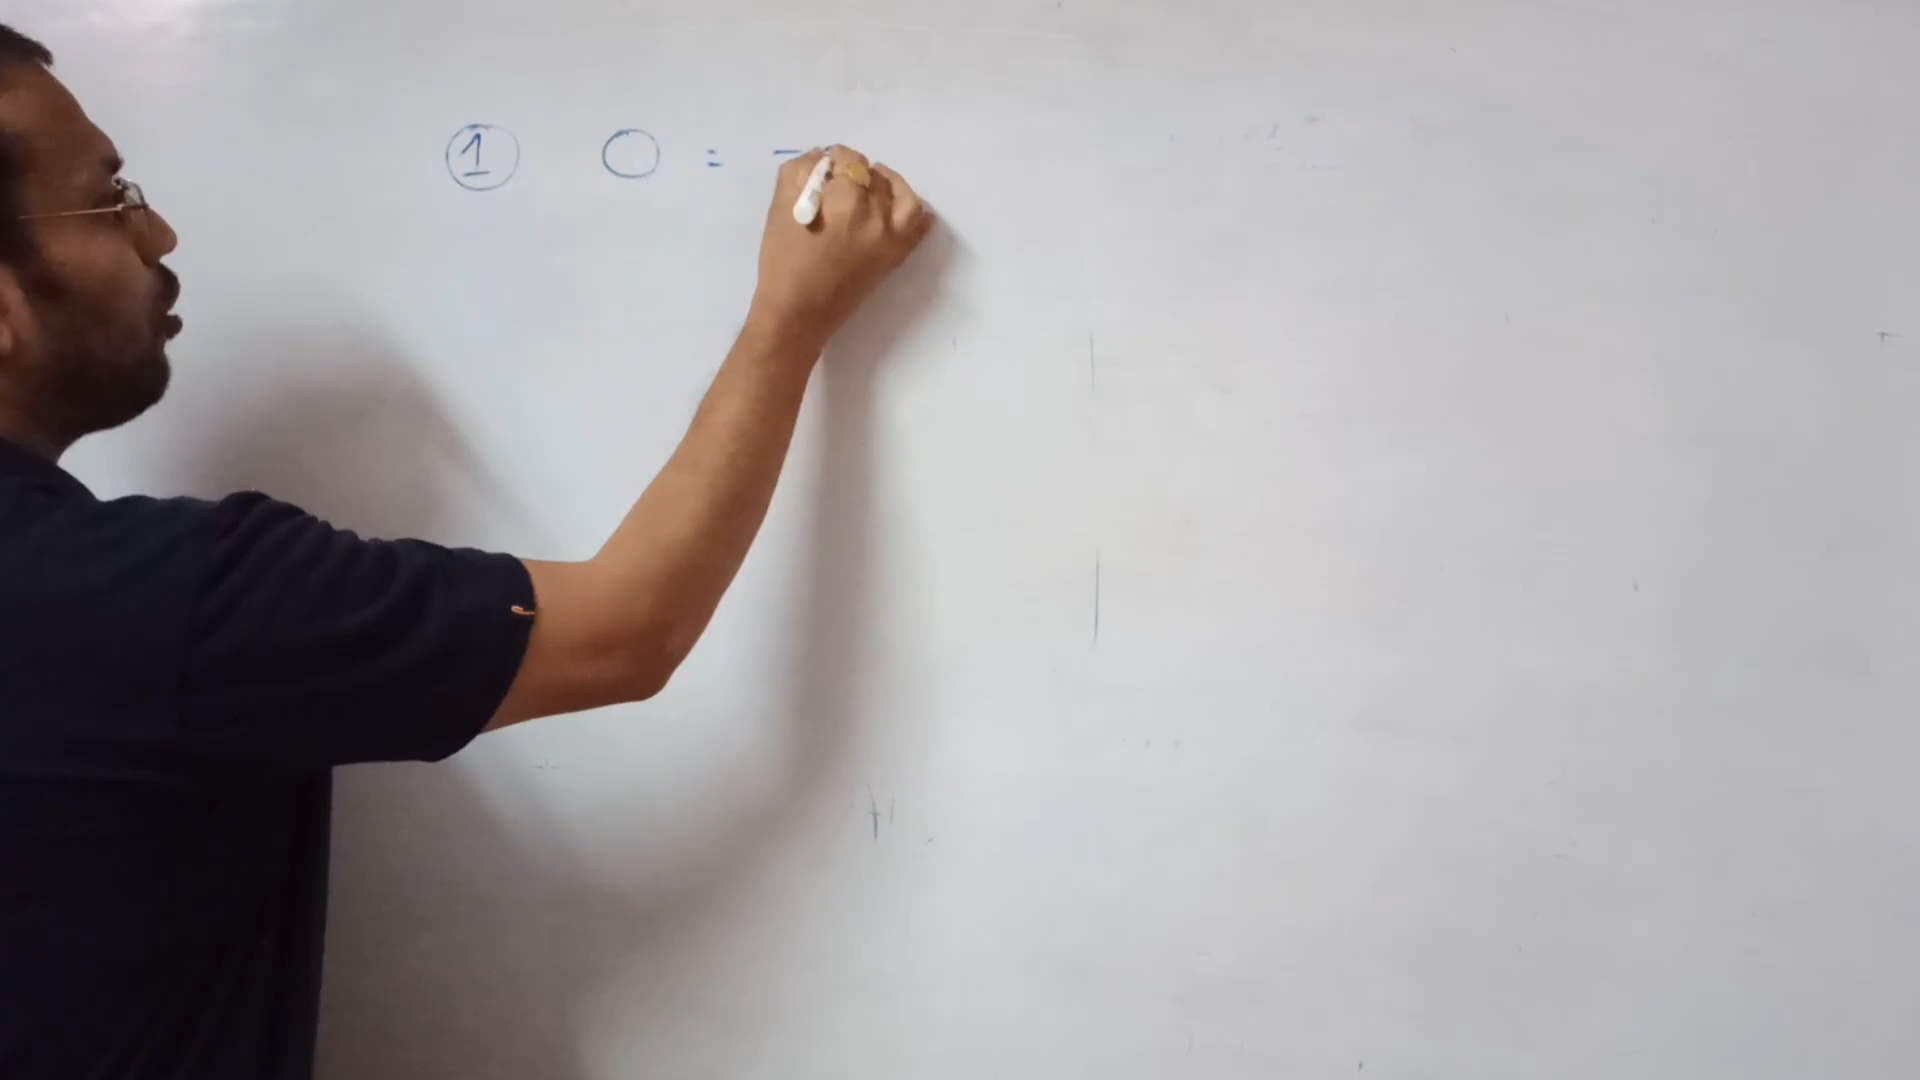 ① O = -